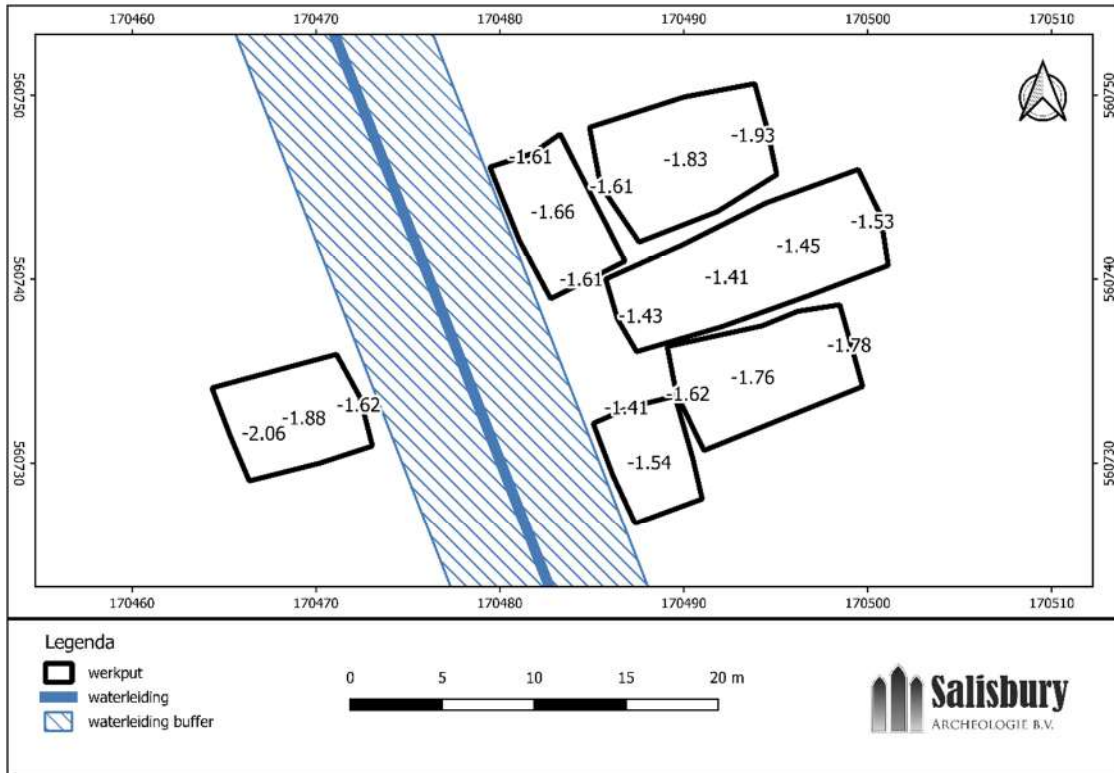 170460 170470 170480 170490 170500 170510
560750 560750
-1.93
-1.61 -1.83
-1.61
-1.66
-1.53
-1.45
560740 -1.61 -1.41 560740
-1.43
-1.78
-1.76
-1.62 -1.41 -1.62
-1.88
-2.06
560730 -1.54 560730
170460 170470 170480 170490 170500 170510
Legenda
werkput
waterleiding
waterleiding buffer
0 5 10 15 20 m
Salisbury
ARCHEOLOGIE B.V.